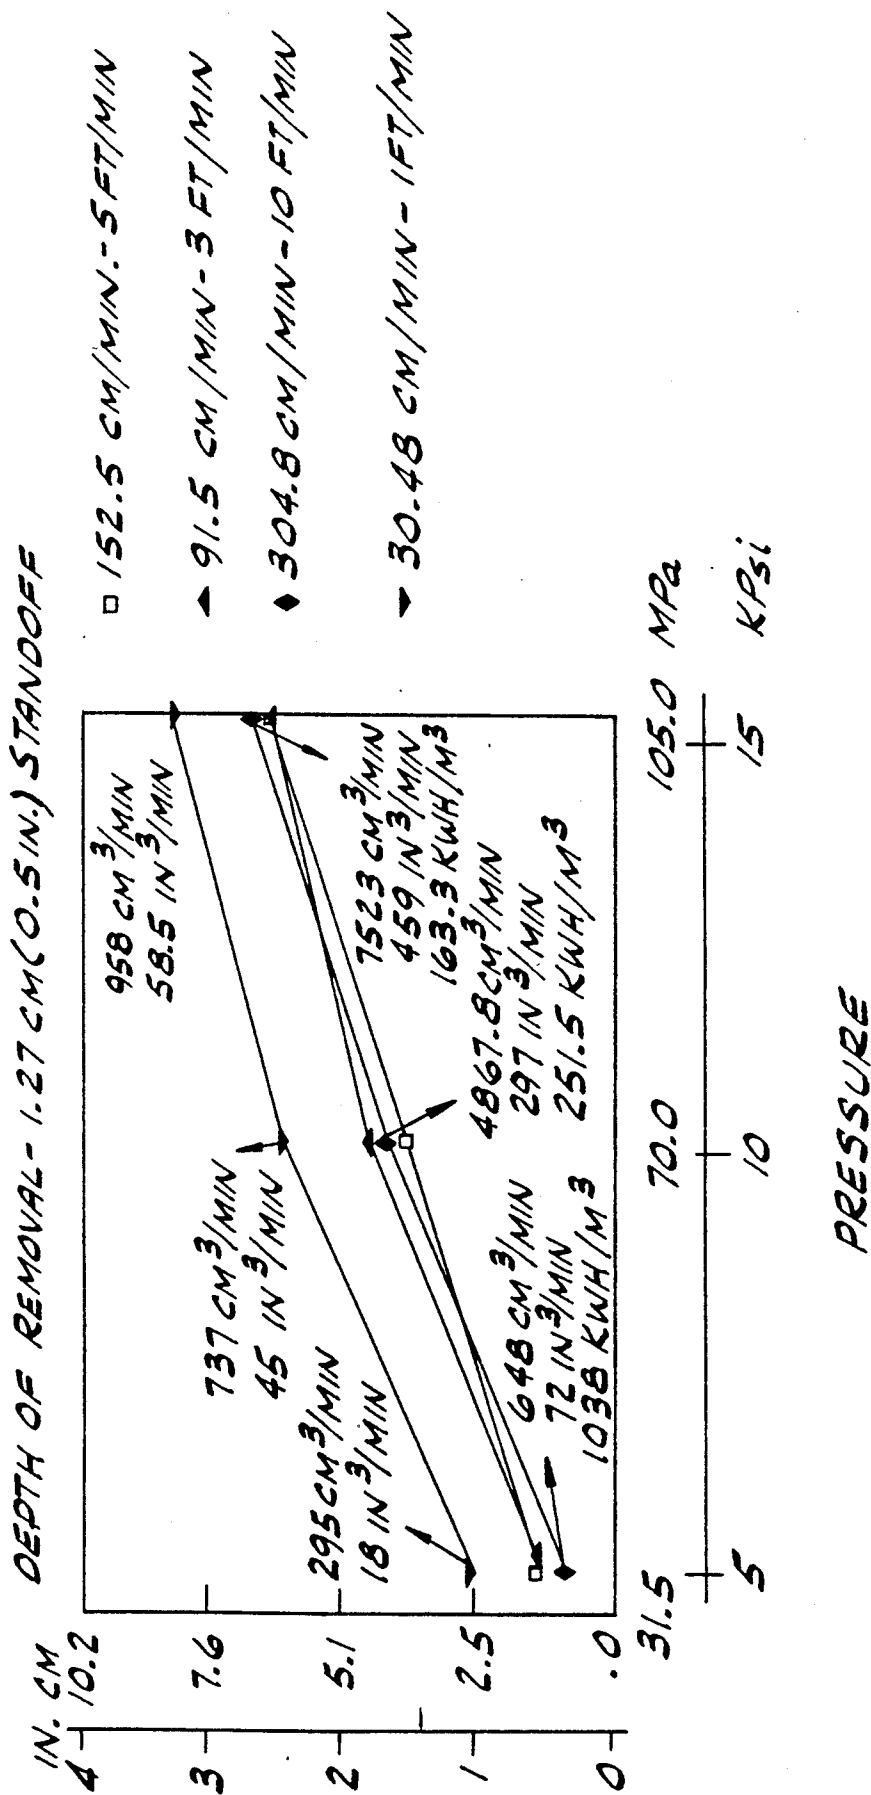 DEPTH OF REMOVAL-1.27 CM (0.5 IN.) STANDOFF
IN. CM
4 10.2
3 7.6
2 5.1
1 2.5
0 .0
958 CM³/MIN
58.5 IN³/MIN
737 CM³/MIN
45 IN³/MIN
295 CM³/MIN
18 IN³/MIN
7523 CM³/MIN
459 IN³/MIN
163.3 KWH/M³
4867.8 CM³/MIN
297 IN³/MIN
251.5 KWH/M³
648 CM³/MIN
72 IN³/MIN
1038 KWH/M³
152.5 CM/MIN.-5 FT/MIN
91.5 CM/MIN-3 FT/MIN
304.8 CM/MIN-10 FT/MIN
30.48 CM/MIN-1FT/MIN
31.5 70.0 105.0 MPa
5 10 15 KPsi
PRESSURE